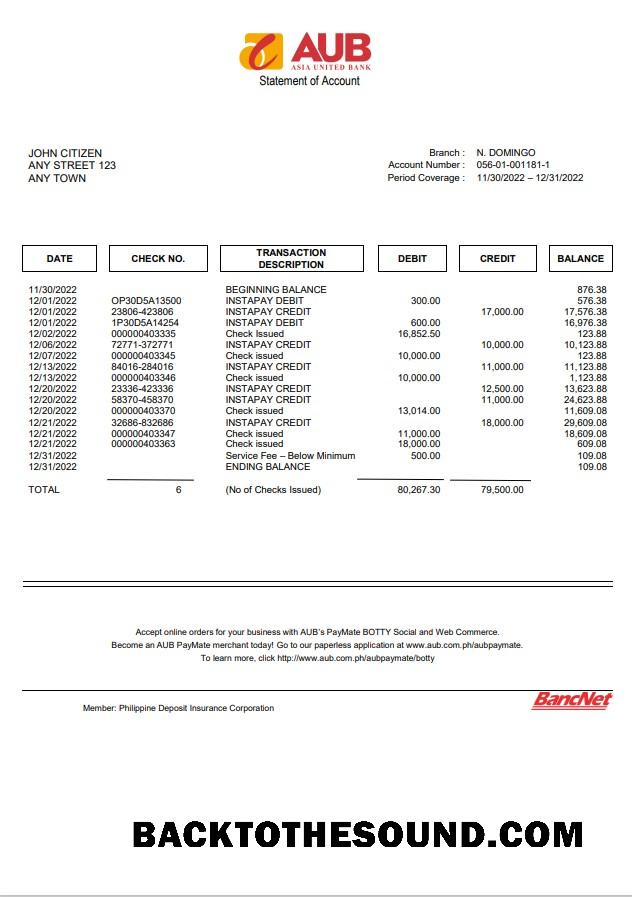 AUB
ASIA UNITED BANK
Statement of Account
JOHN CITIZEN
ANY STREET 123
ANY TOWN
Branch : N. DOMINGO
Account Number : 056-01-001181-1
Period Coverage : 11/30/2022 – 12/31/2022
DATE CHECK NO. TRANSACTION DESCRIPTION DEBIT CREDIT BALANCE
11/30/2022 BEGINNING BALANCE 876.38
12/01/2022 OP30D5A13500 INSTAPAY DEBIT 300.00 576.38
12/01/2022 23806-423806 INSTAPAY CREDIT 17,000.00 17,576.38
12/01/2022 1P30D5A14254 INSTAPAY DEBIT 600.00 16,976.38
12/02/2022 000000403335 Check Issued 16,852.50 123.88
12/06/2022 72771-372771 INSTAPAY CREDIT 10,000.00 10,123.88
12/07/2022 000000403345 Check issued 10,000.00 123.88
12/13/2022 84016-284016 INSTAPAY CREDIT 11,000.00 11,123.88
12/13/2022 000000403346 Check issued 10,000.00 1,123.88
12/20/2022 23336-423336 INSTAPAY CREDIT 12,500.00 13,623.88
12/20/2022 58370-458370 INSTAPAY CREDIT 11,000.00 24,623.88
12/20/2022 000000403370 Check issued 13,014.00 11,609.08
12/21/2022 32686-832686 INSTAPAY CREDIT 18,000.00 29,609.08
12/21/2022 000000403347 Check issued 11,000.00 18,609.08
12/21/2022 000000403363 Check issued 18,000.00 609.08
12/31/2022 Service Fee – Below Minimum 500.00 109.08
12/31/2022 ENDING BALANCE 109.08
TOTAL 6 (No of Checks Issued) 80,267.30 79,500.00
Accept online orders for your business with AUB's PayMate BOTTY Social and Web Commerce.
Become an AUB PayMate merchant today! Go to our paperless application at www.aub.com.ph/aubpaymate.
To learn more, click http://www.aub.com.ph/aubpaymate/botty
BancNet
Member: Philippine Deposit Insurance Corporation
BACKTOTHESOUND.COM